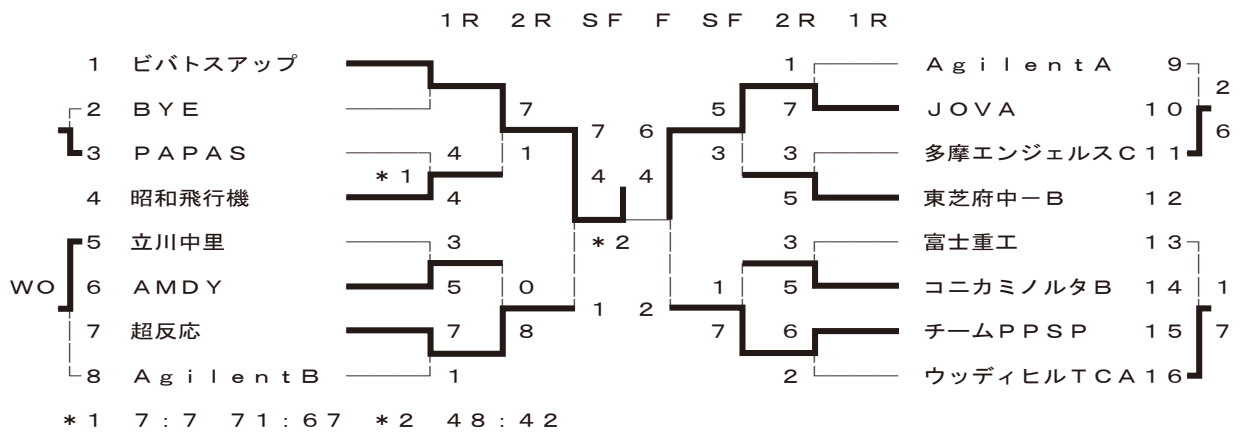 １Ｒ ２Ｒ ＳＦ Ｆ ＳＦ ２Ｒ １Ｒ
１ ビバトスアップ １ ＡｇｉｌｅｎｔＡ ９
２ ＢＹＥ ７ ５ ７ ＪＯＶＡ １０ ２
７ ６ ６
３ ＰＡＰＡＳ ４ １ ３ ３ 多摩エンジェルスＣ １１
＊１ ４ ４
４ 昭和飛行機 ４ ５ 東芝府中－Ｂ １２
５ 立川中里 ３ ＊２ ３ 富士重工 １３
ＷＯ ６ ＡＭＤＹ ５ ０ １ ５ コニカミノルタＢ １４ １
１ ２
７ 超反応 ７ ８ ７ ６ チームＰＰＳＰ １５ ７
８ ＡｇｉｌｅｎｔＢ １ ２ ウッディヒルＴＣＡ １６
＊１ ７：７ ７１：６７ ＊２ ４８：４２